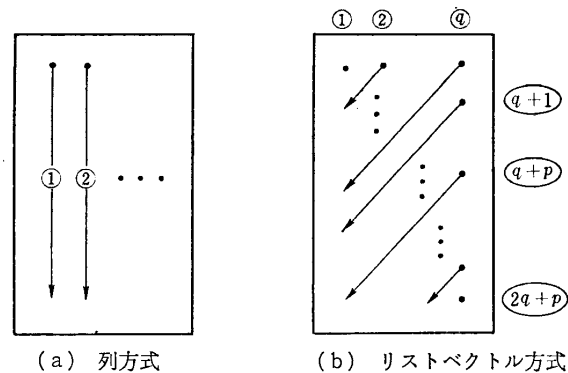 ① ② ⓠ
q+1
q+p
2q+p
① ② ・・・
(a) 列方式
(b) リストベクトル方式